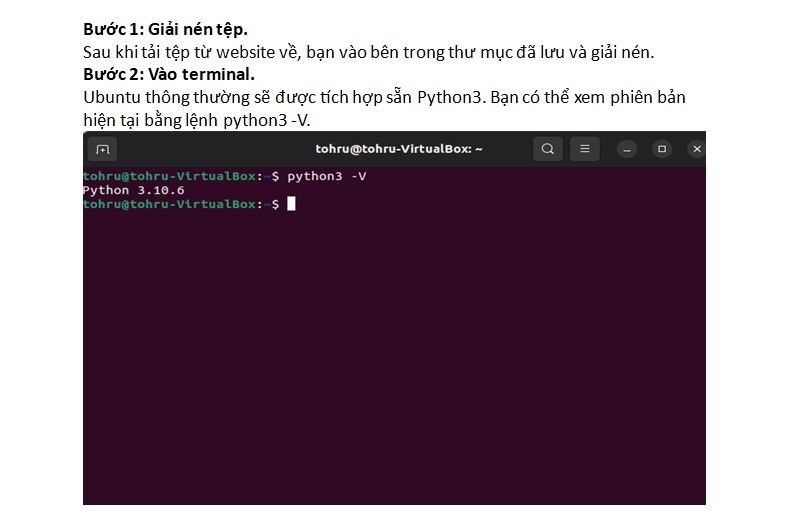 Bước 1: Giải nén tệp.
Sau khi tải tệp từ website về, bạn vào bên trong thư mục đã lưu và giải nén.
Bước 2: Vào terminal.
Ubuntu thông thường sẽ được tích hợp sẵn Python3. Bạn có thể xem phiên bản
hiện tại bằng lệnh python3 -V.
tohru@tohru-VirtualBox: ~
tohru@tohru-VirtualBox:~$ python3 -V
Python 3.10.6
tohru@tohru-VirtualBox:~$